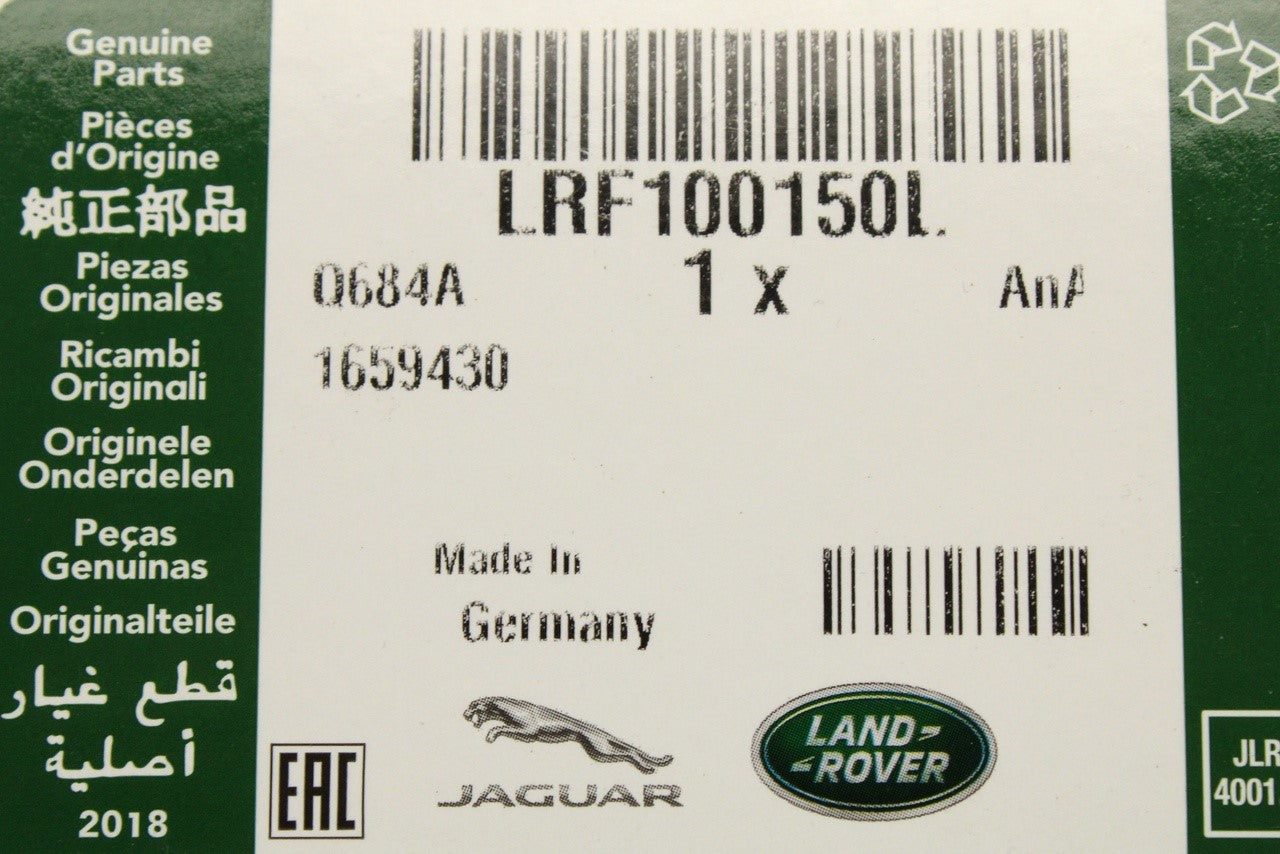 Genuine
Parts
Pièces
d'Origine
純正部品
Piezas
Originales
Ricambi
Originali
Originele
Onderdelen
Peças
Genuínas
Originalteile
قطع غيار
أصلية
2018
LRF100150L
Q684A
1 x
AnA
1659430
Made In
Germany
EAC
JAGUAR
LAND-
-ROVER
JLR
4001